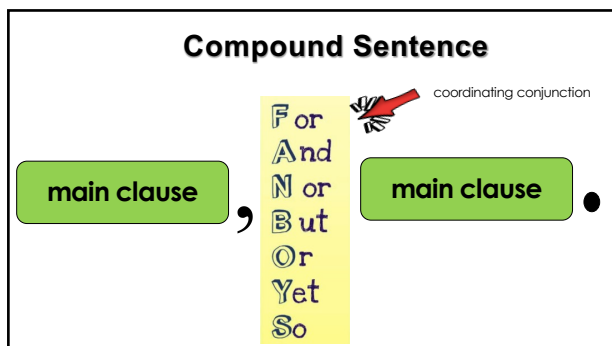 Compound Sentence
coordinating conjunction
For
And
Nor
But
Or
Yet
So
main clause
,
main clause
.